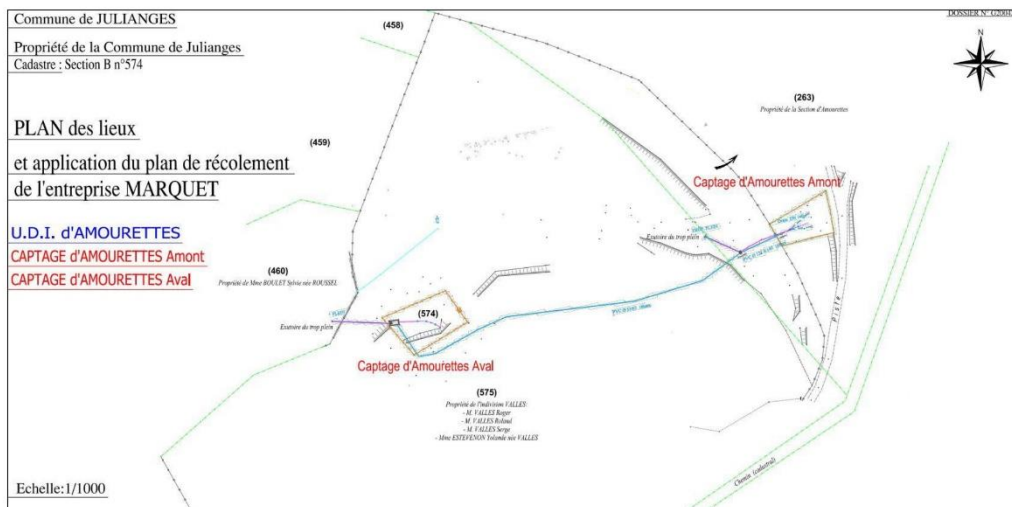 Commune de JULIANGES
Propriété de la Commune de Julianges
Cadastre : Section B n°574
PLAN des lieux
et application du plan de récolement
de l'entreprise MARQUET
U.D.I. d'AMOURETTES
CAPTAGE d'AMOURETTES Amont
CAPTAGE d'AMOURETTES Aval
Echelle:1/1000
DOSSIER N°
N
(458)
(459)
(263)
Propriété de la Section d'Amourettes
Captage d'Amourettes Amont
Exutoire du trop plein
Piste
(460)
Propriété de Mme BOULET Sylvie née ROUSSEL
Exutoire du trop plein
(574)
Captage d'Amourettes Aval
(575)
Propriété de l'indivision VALLES:
- M. VALLES Roger
- M. VALLES Roland
- M. VALLES Serge
- Mme ESTEVENON Yolande née VALLES
Chemin (cadastral)